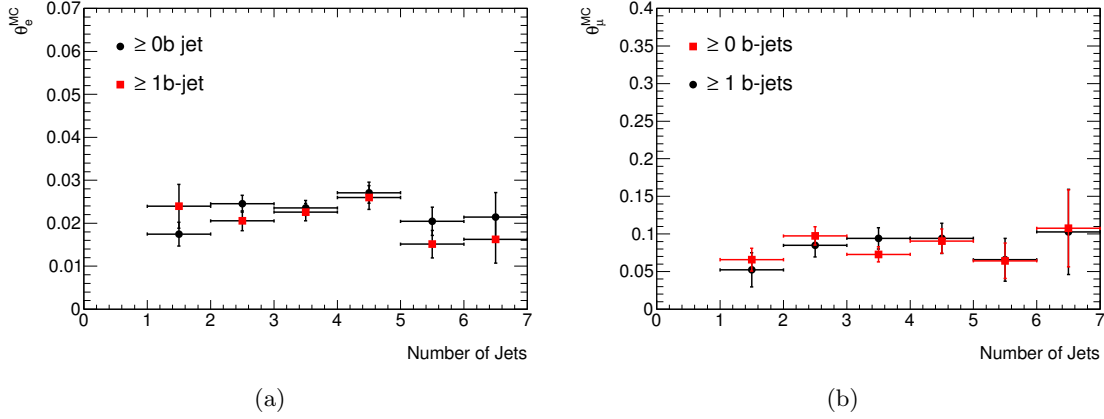 θ_e^MC
0.07
≥ 0b jet
0.06
≥ 1b-jet
0.05
0.04
0.03
0.02
0.01
0
0 1 2 3 4 5 6 7
Number of Jets
(a)
θ_μ^MC
0.4
0.35
≥ 0 b-jets
0.3
≥ 1 b-jets
0.25
0.2
0.15
0.1
0.05
0
0 1 2 3 4 5 6 7
Number of Jets
(b)